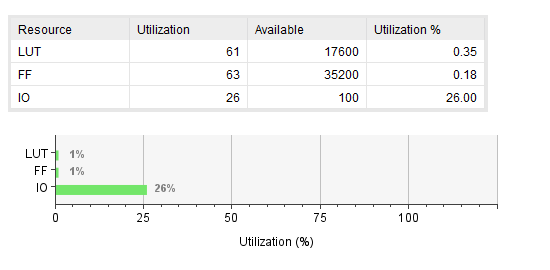 Resource Utilization Available Utilization %
LUT 61 17600 0.35
FF 63 35200 0.18
IO 26 100 26.00
LUT 1%
FF 1%
IO 26%
0 25 50 75 100
Utilization (%)